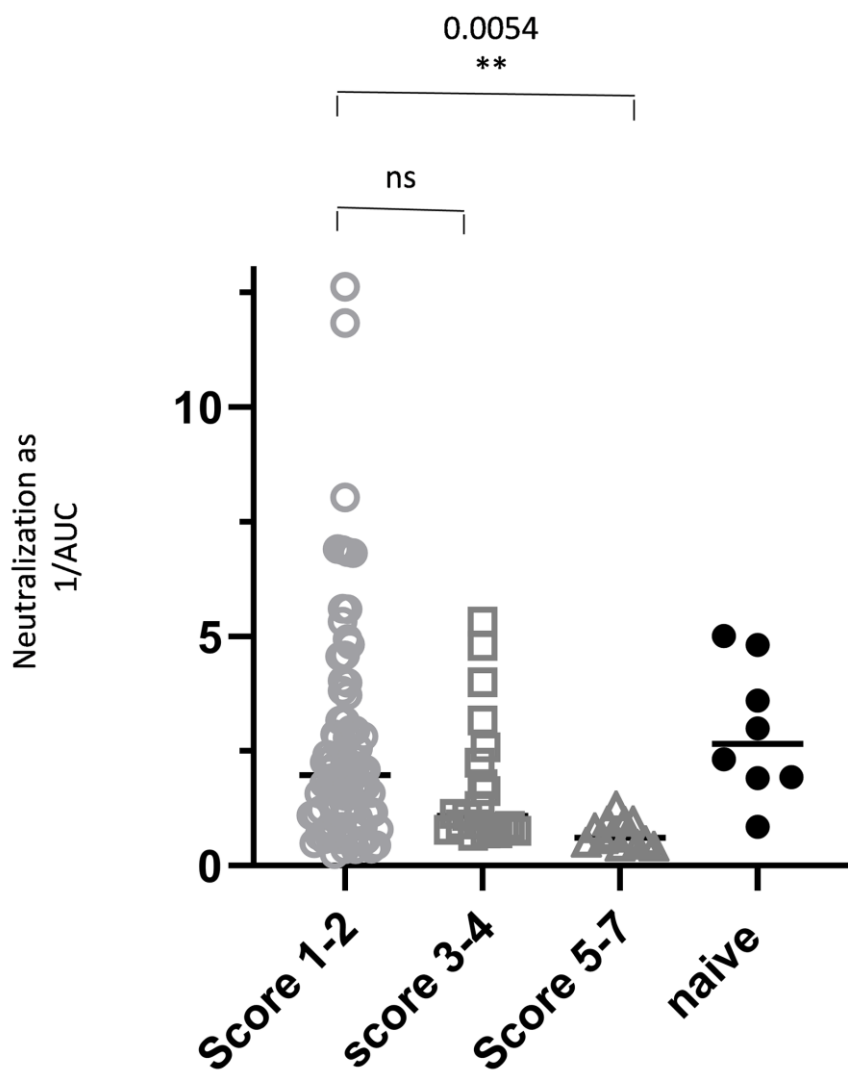 0.0054
**
ns
Neutralization as
1/AUC
10
5
0
Score 1-2
score 3-4
Score 5-7
naive